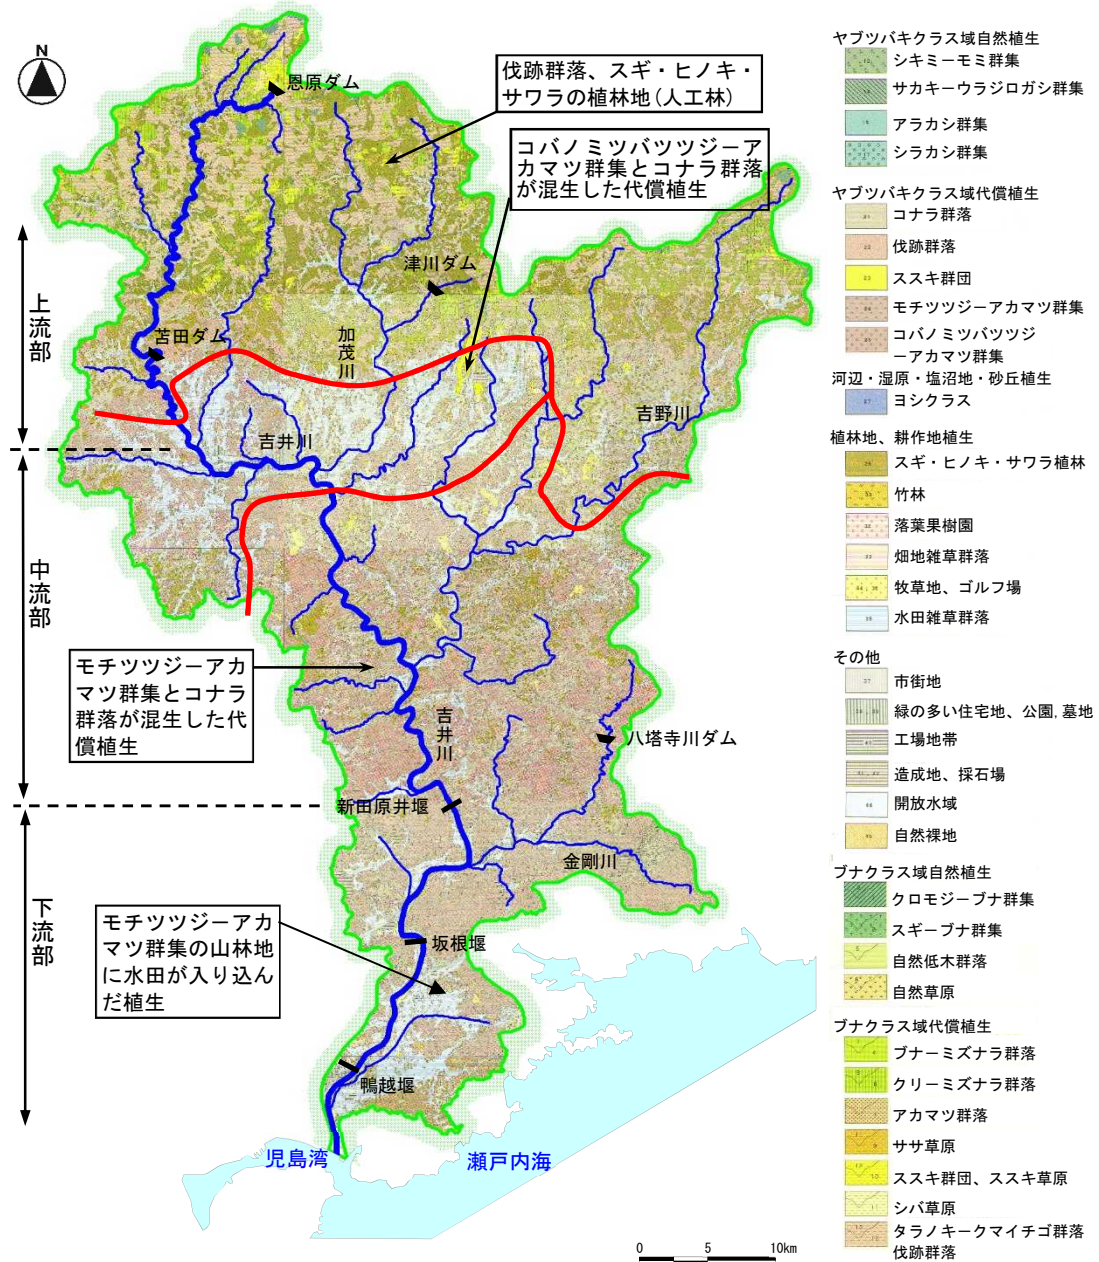 N
恩原ダム
伐跡群落、スギ・ヒノキ・
サワラの植林地(人工林)
コバノミツバツツジーア
カマツ群集とコナラ群落
が混生した代償植生
津川ダム
上流部
苫田ダム
加茂川
吉野川
吉井川
中流部
モチツツジーアカ
マツ群集とコナラ
群落が混生した代
償植生
吉井川
八塔寺川ダム
新田原井堰
金剛川
下流部
モチツツジーアカ
マツ群集の山林地
に水田が入り込ん
だ植生
坂根堰
鴨越堰
児島湾
瀬戸内海
0 5 10km
ヤブツバキクラス域自然植生
シキミーモミ群集
サカキーウラジロガシ群集
アラカシ群集
シラカシ群集
ヤブツバキクラス域代償植生
コナラ群落
伐跡群落
ススキ群団
モチツツジーアカマツ群集
コバノミツバツツジ
ーアカマツ群集
河辺・湿原・塩沼地・砂丘植生
ヨシクラス
植林地、耕作地植生
スギ・ヒノキ・サワラ植林
竹林
落葉果樹園
畑地雑草群落
牧草地、ゴルフ場
水田雑草群落
その他
市街地
緑の多い住宅地、公園,墓地
工場地帯
造成地、採石場
開放水域
自然裸地
ブナクラス域自然植生
クロモジーブナ群集
スギーブナ群集
自然低木群落
自然草原
ブナクラス域代償植生
ブナーミズナラ群落
クリーミズナラ群落
アカマツ群落
ササ草原
ススキ群団、ススキ草原
シバ草原
タラノキークマイチゴ群落
伐跡群落